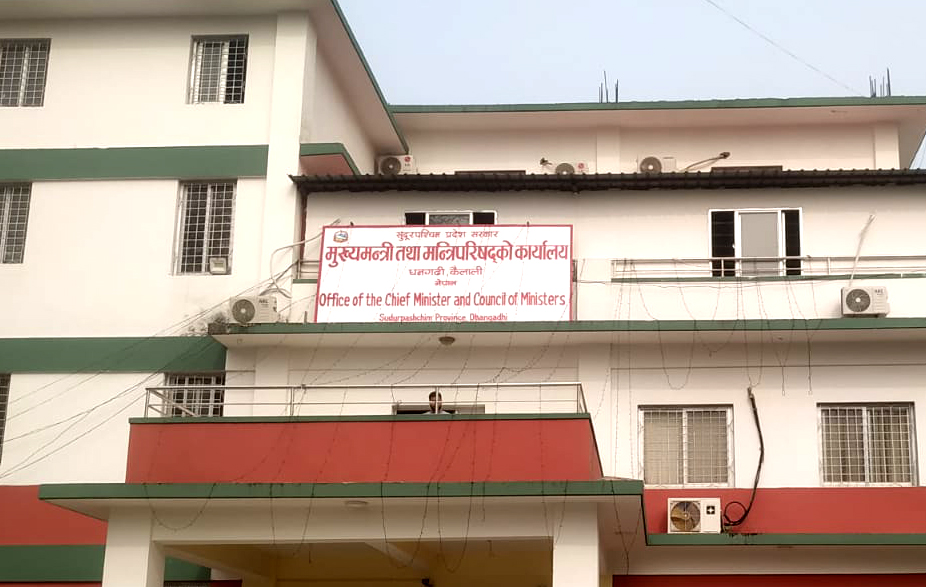 सुदूरपश्चिम प्रदेश सरकार
मुख्यमन्त्री तथा मन्त्रिपरिषद्को कार्यालय
धनगढी, कैलाली
नेपाल
Office of the Chief Minister and Council of Ministers
Sudurpashchim Province, Dhangadhi